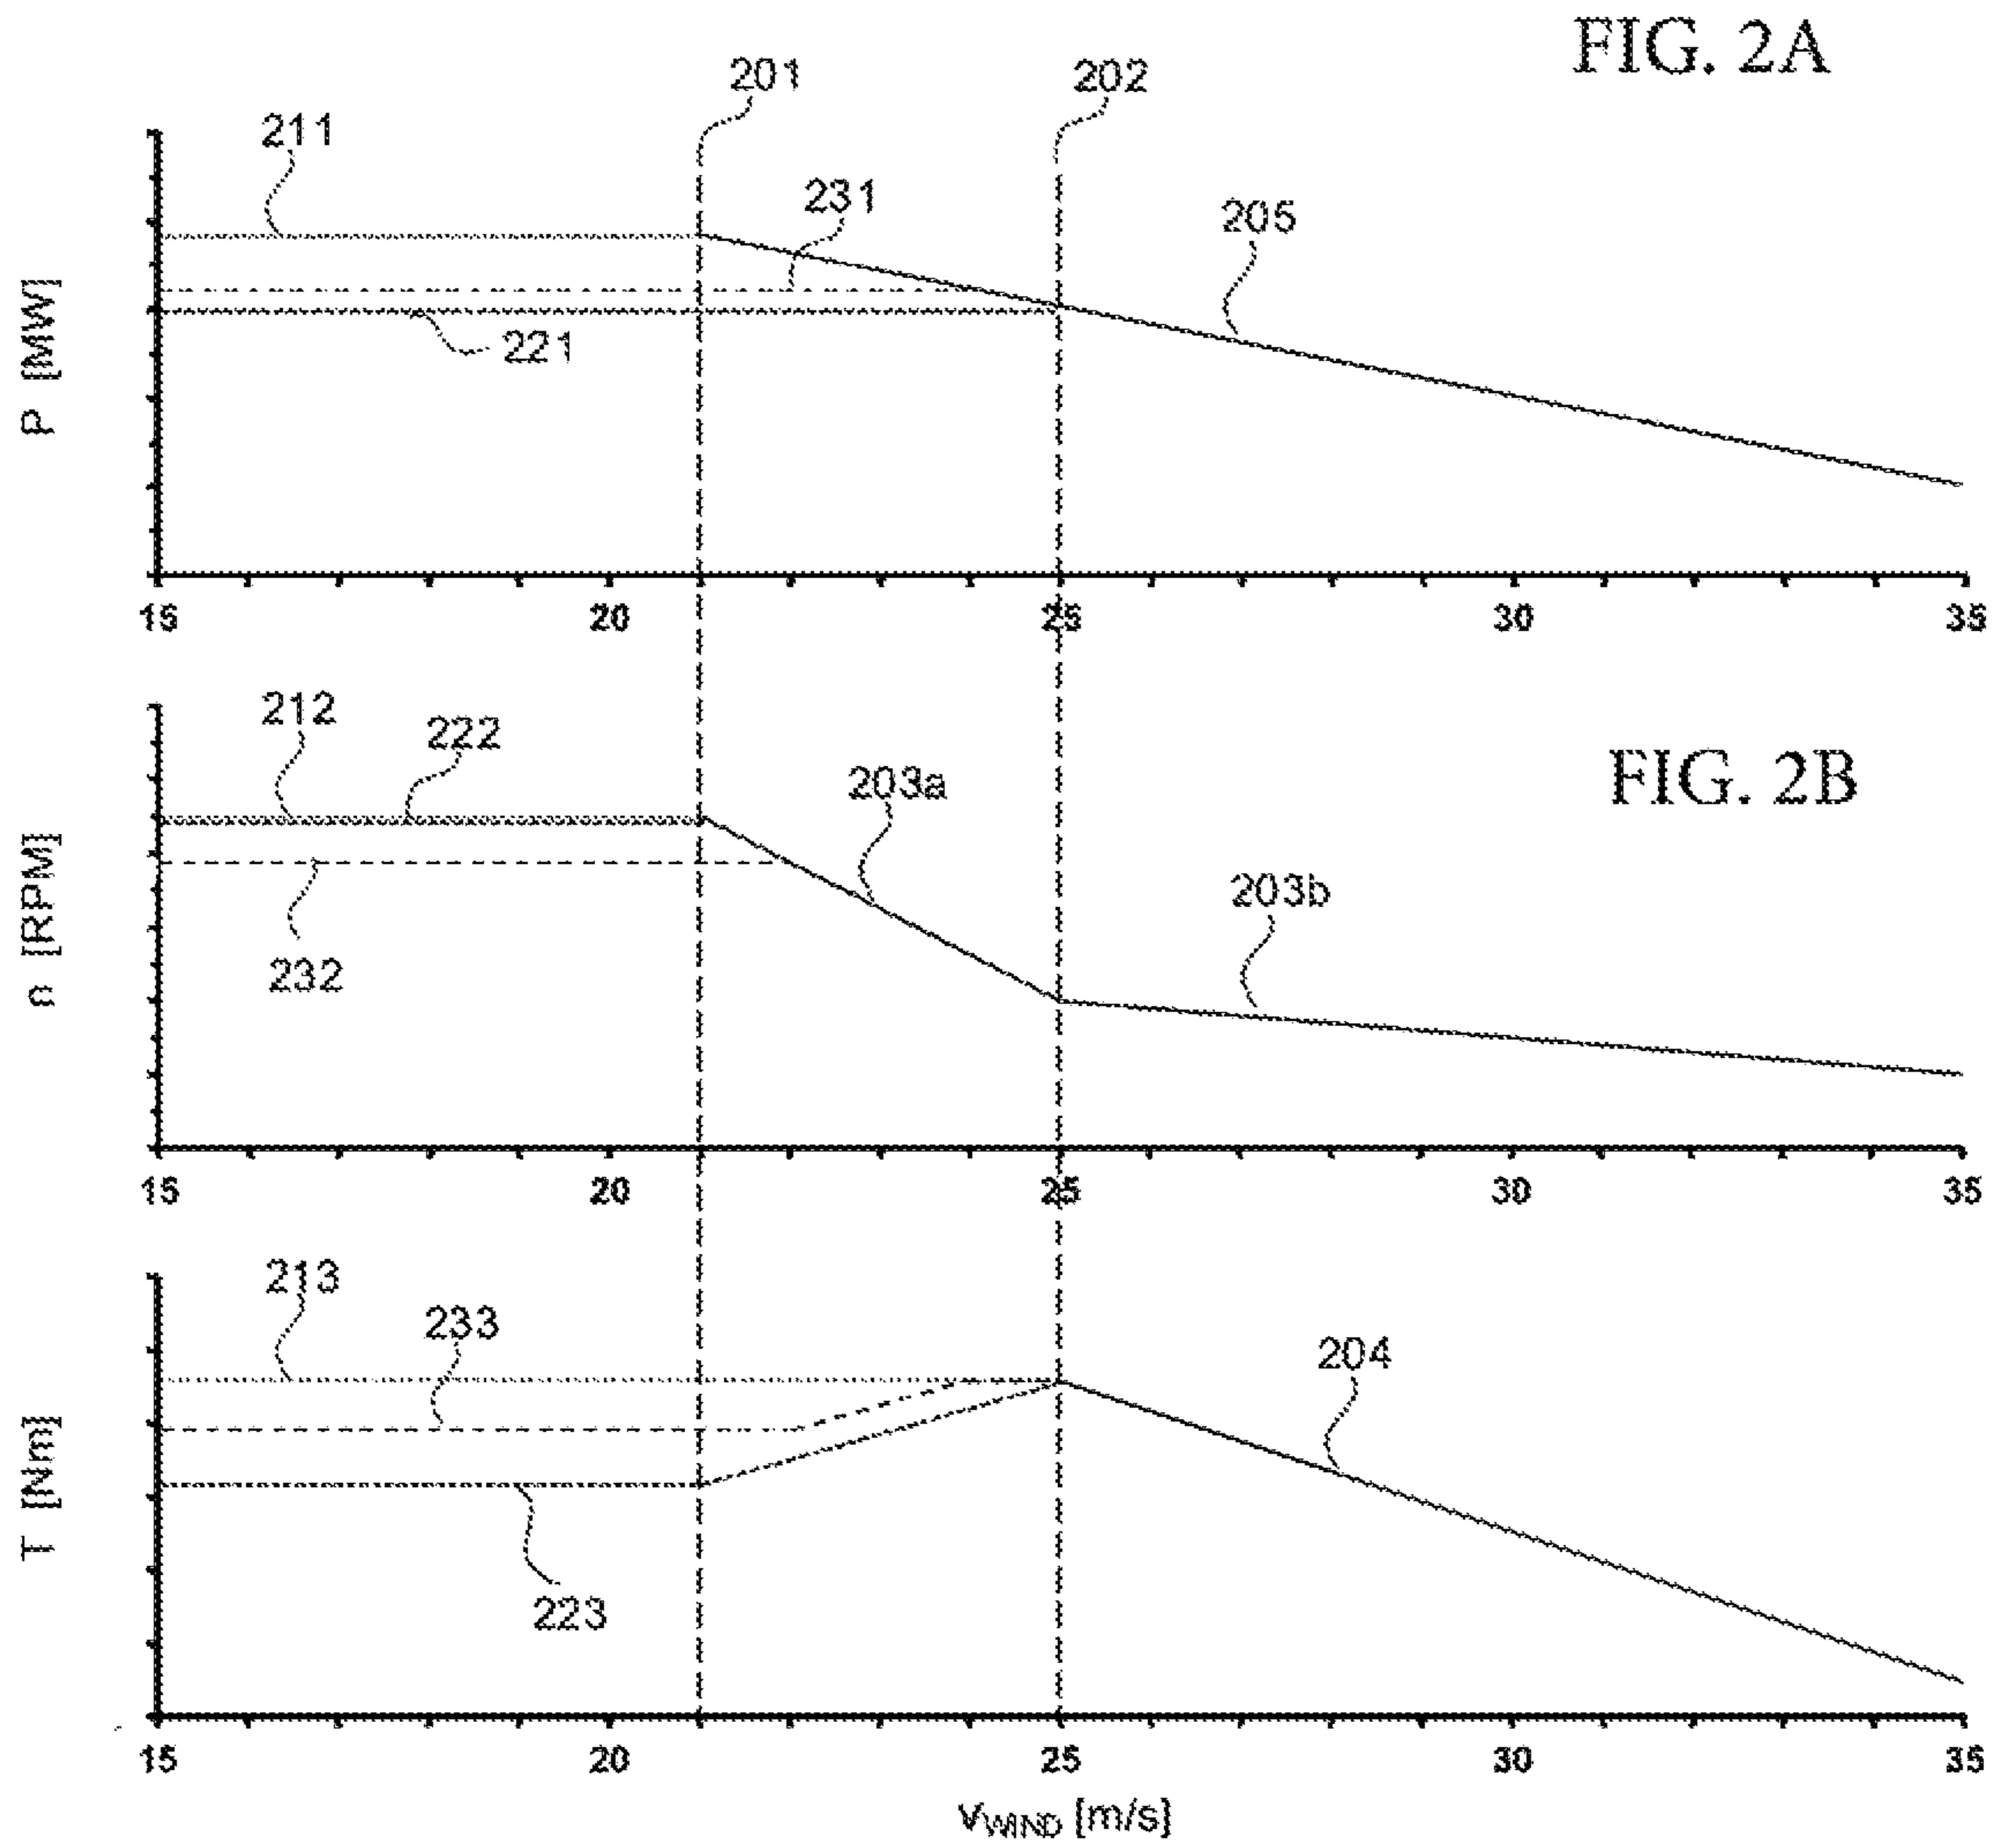 FIG. 2A
201
202
211
231
205
221
P [MW]
15 20 25 30 35
212
222
203a
FIG. 2B
203b
232
n [RPM]
15 20 25 30 35
213
233
204
223
T [Nm]
15 20 25 30 35
VWIND [m/s]